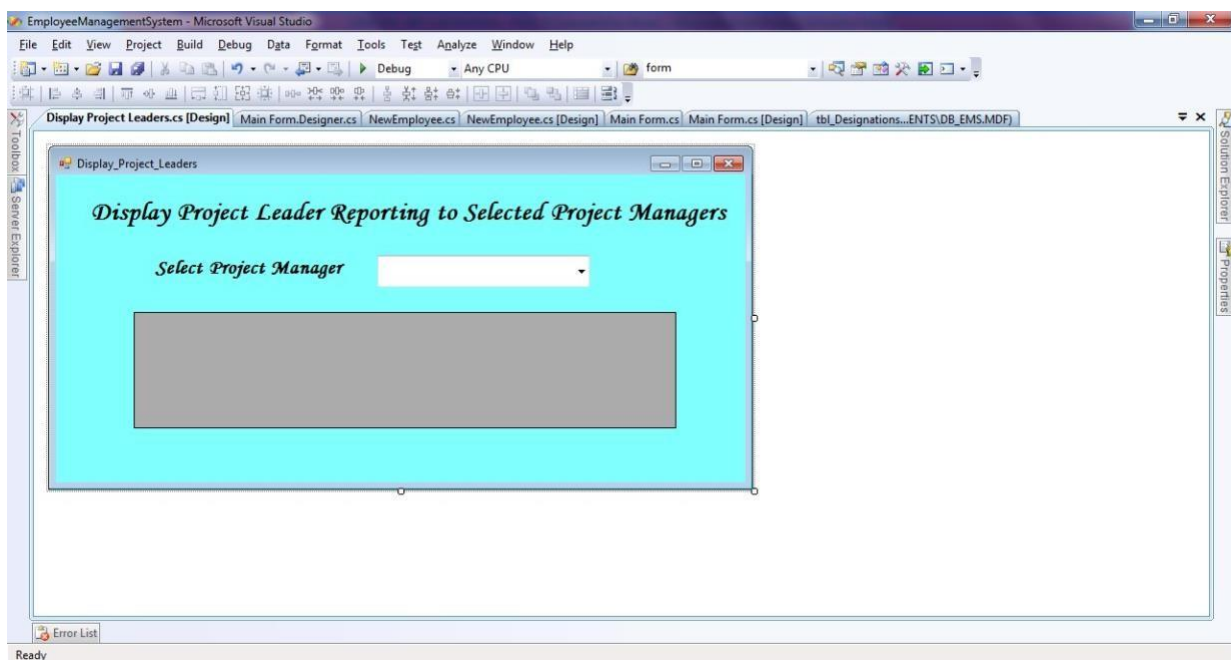 EmployeeManagementSystem - Microsoft Visual Studio
File Edit View Project Build Debug Data Format Tools Test Analyze Window Help
Debug Any CPU form
Display Project Leaders.cs [Design] Main Form.Designer.cs NewEmployee.cs NewEmployee.cs [Design] Main Form.cs Main Form.cs [Design] tbl_Designations...ENTS\DB_EMS.MDF)
Toolbox
Server Explorer
Solution Explorer
Properties
Display_Project_Leaders
Display Project Leader Reporting to Selected Project Managers
Select Project Manager
Error List
Ready